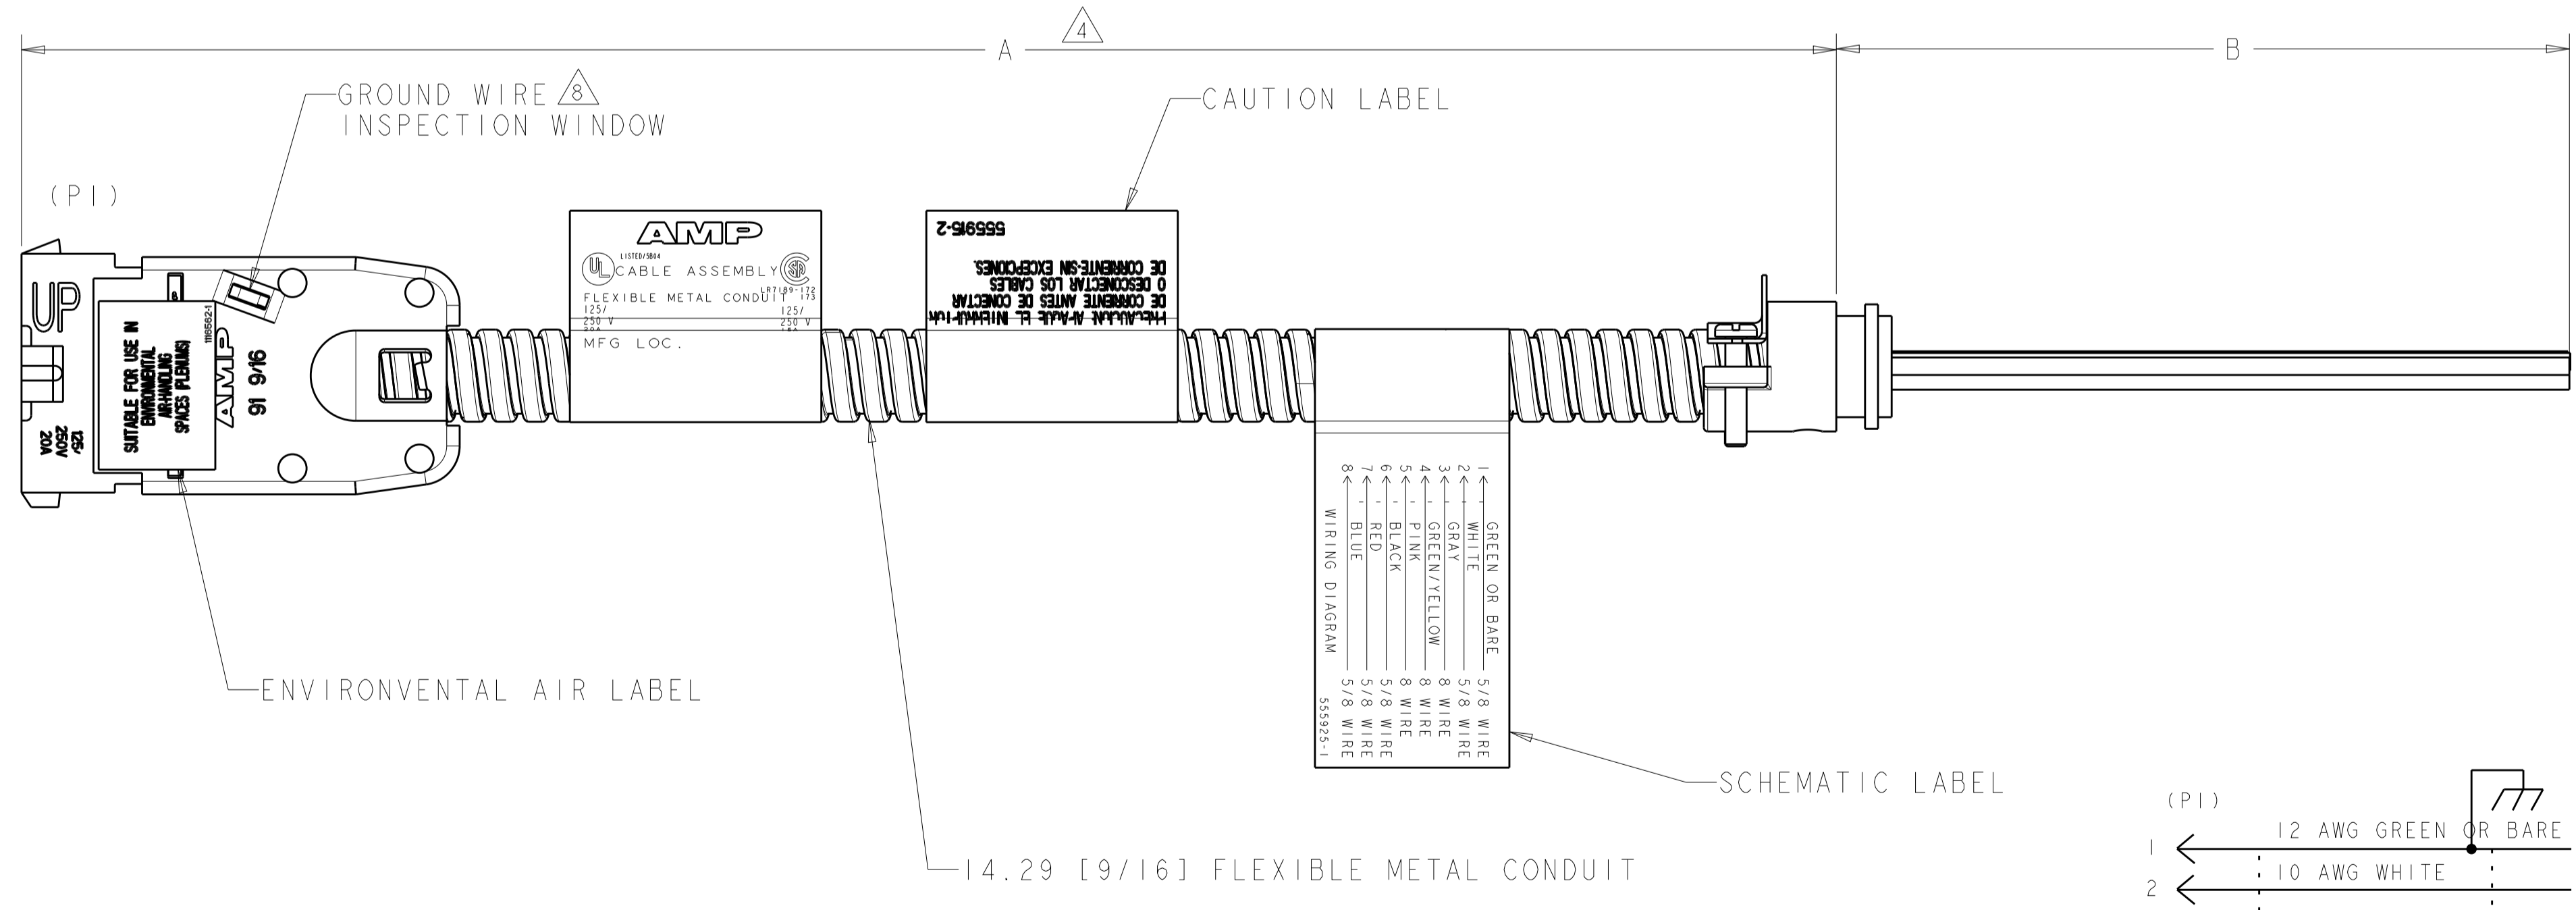 4
A
B
GROUND WIRE 8
INSPECTION WINDOW
CAUTION LABEL
(P1)
UP
125/
250V
20A
SUITABLE FOR USE IN
ENVIRONMENTAL
AIR-HANDLING
SPACES (PLENUMS)
AMP
91 9/16
AMP
UL
LISTED/5804
CABLE ASSEMBLY
LR7189-172
173
FLEXIBLE METAL CONDUIT
125/
250 V
125/
250 V
MFG LOC.
555915-2
DE CORRIENTE ANTES DE CONECTAR
O DESCONECTAR LOS CABLES
DE CORRIENTE-SIN EXCEPCIONES.
1 GREEN OR BARE 5/8 WIRE
2 WHITE 5/8 WIRE
3 GRAY 8 WIRE
4 GREEN/YELLOW 8 WIRE
5 PINK 8 WIRE
6 BLACK 5/8 WIRE
7 RED 5/8 WIRE
8 BLUE 5/8 WIRE
WIRING DIAGRAM
555925-1
ENVIRONVENTAL AIR LABEL
SCHEMATIC LABEL
14.29 [9/16] FLEXIBLE METAL CONDUIT
(P1)
1 12 AWG GREEN OR BARE
2 10 AWG WHITE